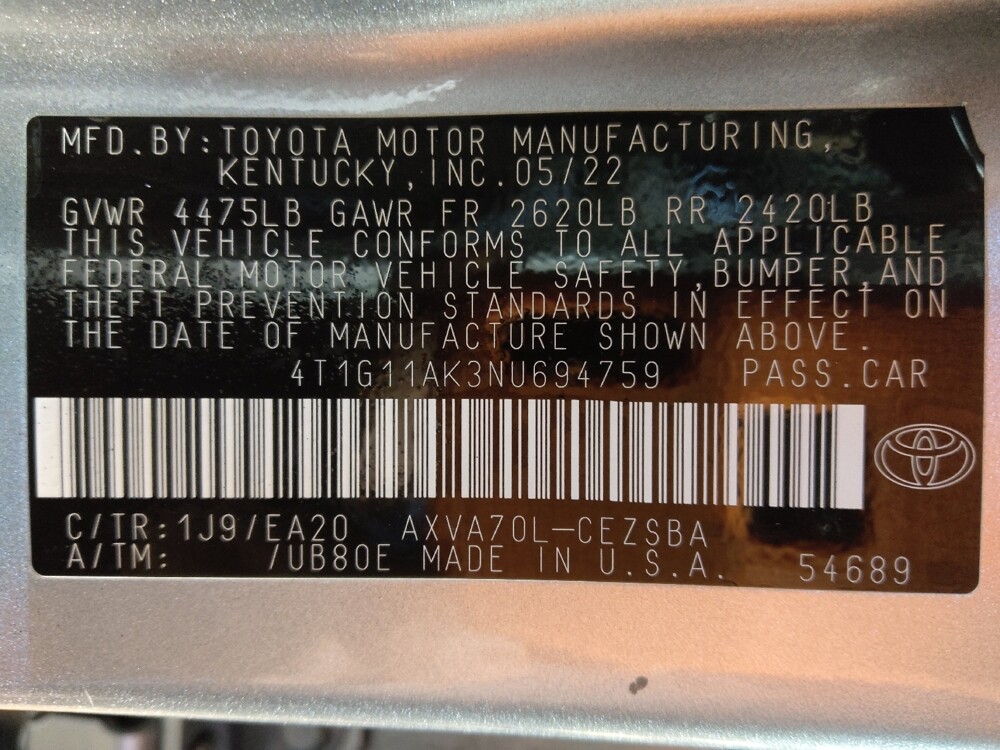 MFD.BY:TOYOTA MOTOR MANUFACTURING,
KENTUCKY,INC.05/22
GVWR 4475LB GAWR FR 2620LB RR 2420LB
THIS VEHICLE CONFORMS TO ALL APPLICABLE
FEDERAL MOTOR VEHICLE SAFETY,BUMPER,AND
THEFT PREVENTION STANDARDS IN EFFECT ON
THE DATE OF MANUFACTURE SHOWN ABOVE.
4T1G11AK3NU694759 PASS.CAR
C/TR:1J9/EA20 AXVA70L-CEZSBA
A/TM: /UB80E MADE IN U.S.A. 54689